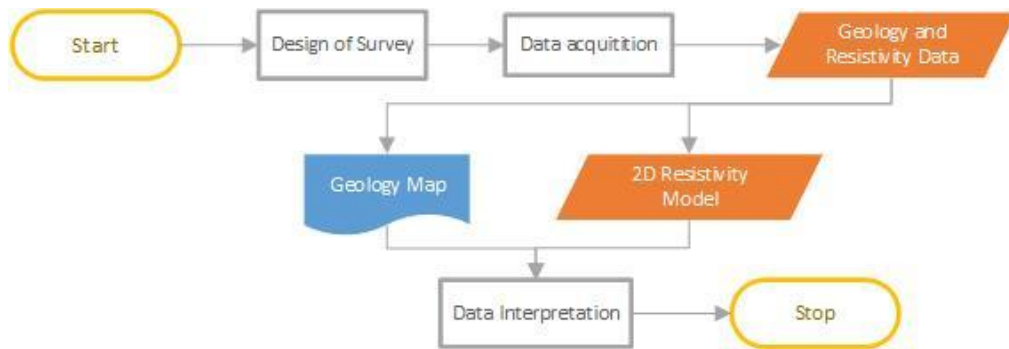 Start
Design of Survey
Data acquitition
Geology and
Resistivity Data
Geology Map
2D Resistivity
Model
Data Interpretation
Stop